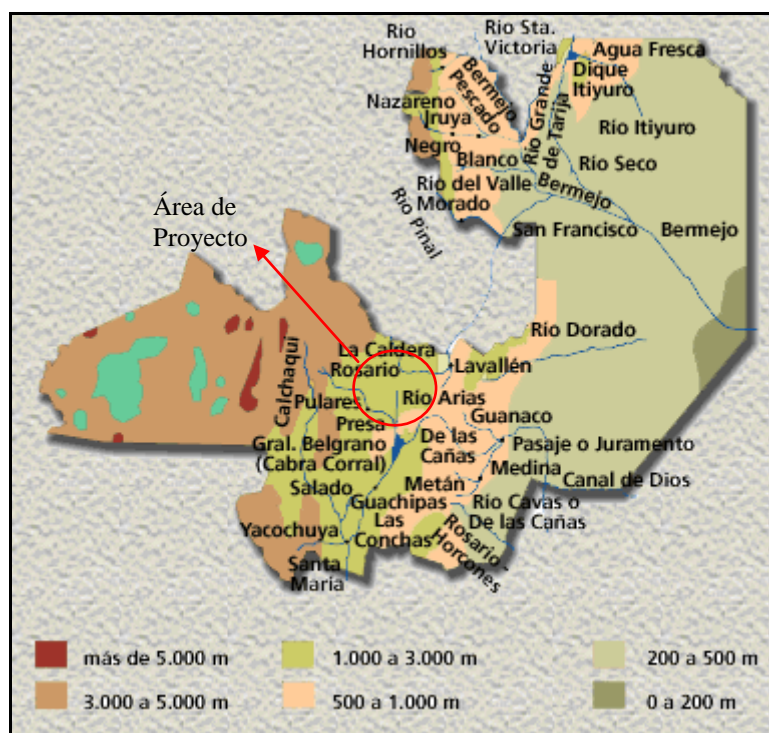 Rio
Hornillos
Río Sta.
Victoria
Agua Fresca
Dique
Itiyuro
Bermejo
Pescado
Nazareno
Iruya
Río Grande
de Tarija
Río Itiyuro
Negro
Blanco
Río Seco
Río del Valle
Morado
Bermejo
Río Pinal
San Francisco
Bermejo
Área de
Proyecto
Río Dorado
La Caldera
Rosario
Lavallén
Calchaquí
Pulares
Río Arias
Guanaco
Presa
Gral. Belgrano
(Cabra Corral)
De las
Cañas
Pasaje o Juramento
Medina
Canal de Dios
Salado
Metán
Guachipas
Río Cavas o
De las Cañas
Yacochuya
Las
Conchas
Rosario -
Horcones
Santa
María
más de 5.000 m
1.000 a 3.000 m
200 a 500 m
3.000 a 5.000 m
500 a 1.000 m
0 a 200 m